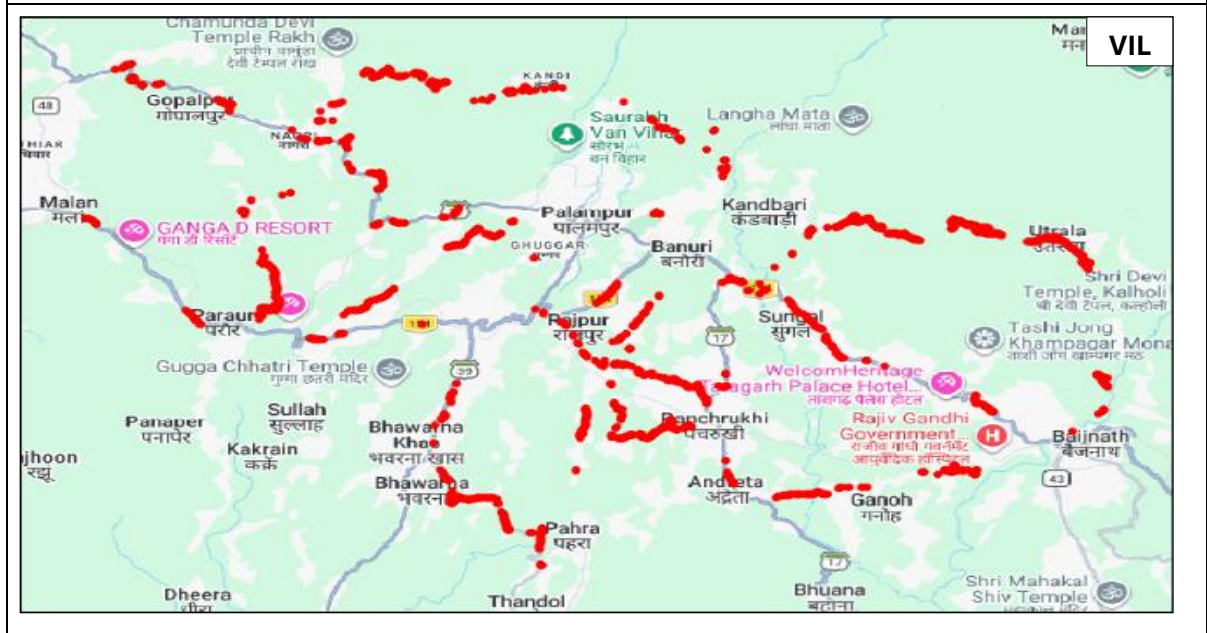 Chamunda Devi
Temple Rakh
देवी टेम्पल राख
VIL
KANDI
48
Gopalpur
गोपालपुर
NAGRI
Saurabh
Van Vihar
सौरभ
वन विहार
Langha Mata
लांघा माता
Malan
मलां
GANGA D RESORT
गंगा डी रिसॉर्ट
Palampur
पालमपुर
GHUGGAR
Kandbari
कंडबाड़ी
Banuri
बनौरी
Utrala
Shri Devi
Temple, Kalholi
श्री देवी टेंपल, कल्होली
Paraur
परौर
Rajpur
राजपुर
Sungal
सुंगल
17
39
Tashi Jong
Khampagar Mona
Gugga Chhatri Temple
गुग्गा छतरी मंदिर
WelcomHeritage
Taragarh Palace Hotel...
तारागढ़ पैलेस होटल
Panaper
पनापेर
Sullah
सुल्लाह
Kakrain
Bhawarna
Khas
भवरना खास
Panchrukhi
पंचरुखी
Rajiv Gandhi
Government...
Baijnath
बैजनाथ
Bhawarna
भवरना
Andreta
अंद्रेटा
43
Ganoh
गनोह
Pahra
पहरा
17
Dheera
Thandol
Bhuana
Shri Mahakal
Shiv Temple